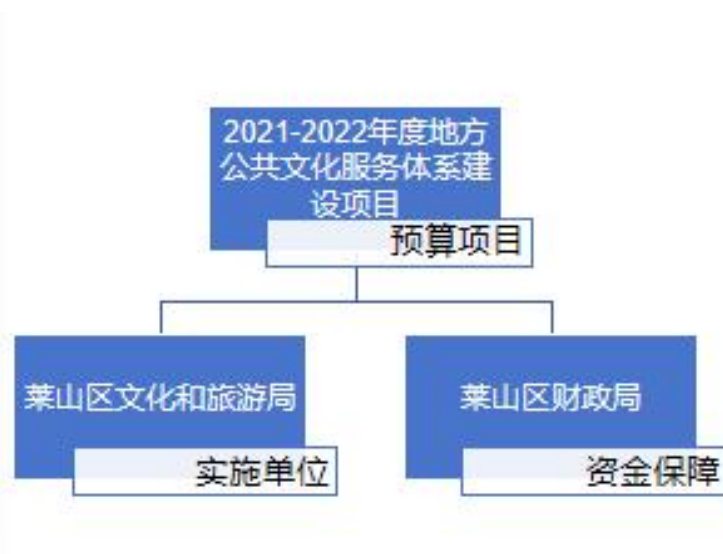 2021-2022年度地方
公共文化服务体系建
设项目
预算项目
莱山区文化和旅游局
实施单位
莱山区财政局
资金保障